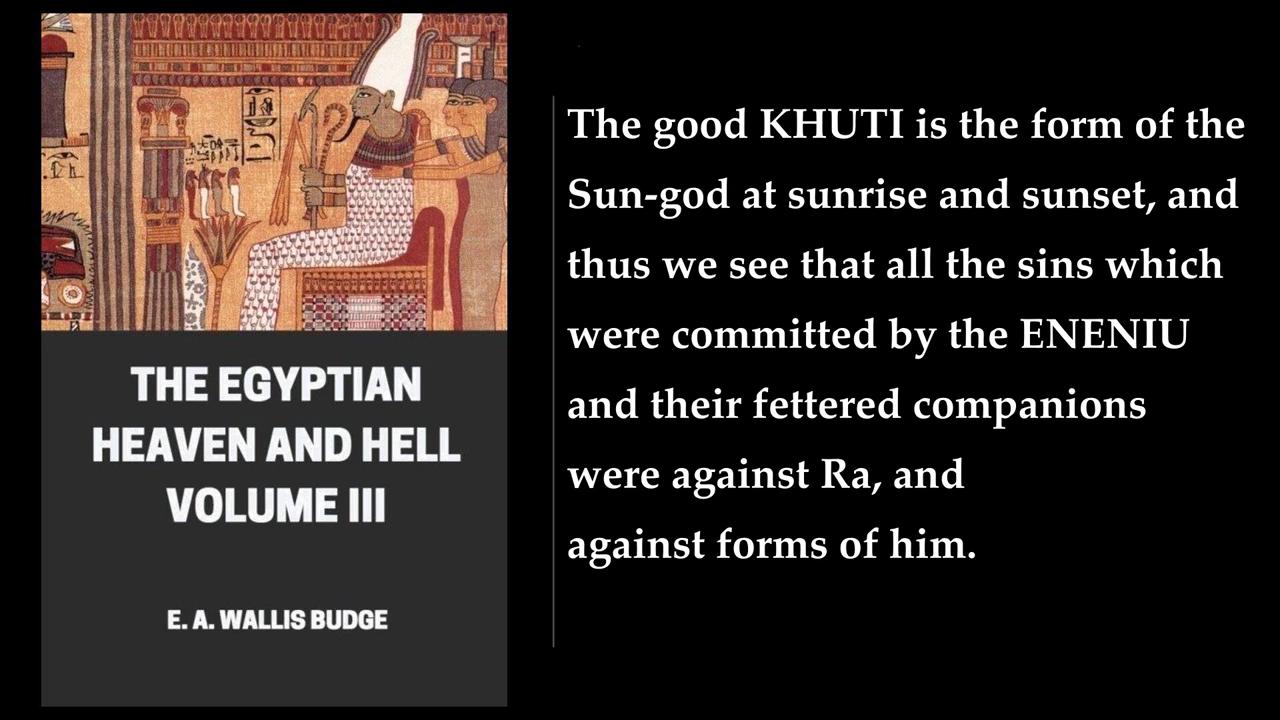 THE EGYPTIAN
HEAVEN AND HELL
VOLUME III
E. A. WALLIS BUDGE
The good KHUTI is the form of the
Sun-god at sunrise and sunset, and
thus we see that all the sins which
were committed by the ENENIU
and their fettered companions
were against Ra, and
against forms of him.